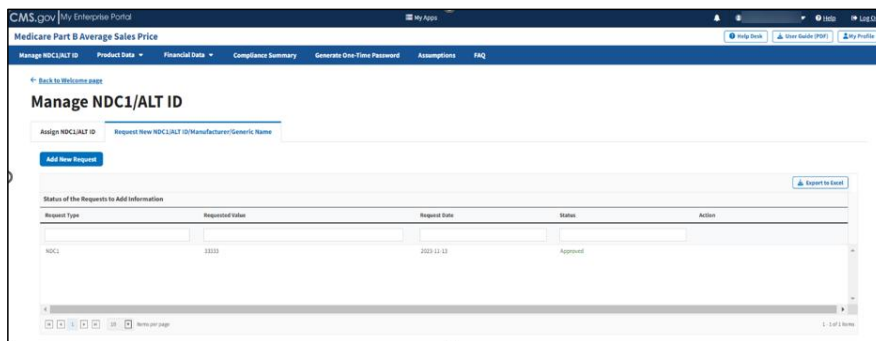 CMS.gov My Enterprise Portal My Apps Help Log O
Medicare Part B Average Sales Price Help Desk User Guide (PDF) My Profile
Manage NDC1/ALT ID Product Data Financial Data Compliance Summary Generate One-Time Password Assumptions FAQ
Back to Welcome page
Manage NDC1/ALT ID
Assign NDC1/ALT ID Request New NDC1/ALT ID/Manufacturer/Generic Name
Add New Request
Export to Excel
Status of the Requests to Add Information
Request Type Requested Value Request Date Status Action
NDC1 33333 2023-11-13 Approved
1 10 items per page 1 - 1 of 1 items